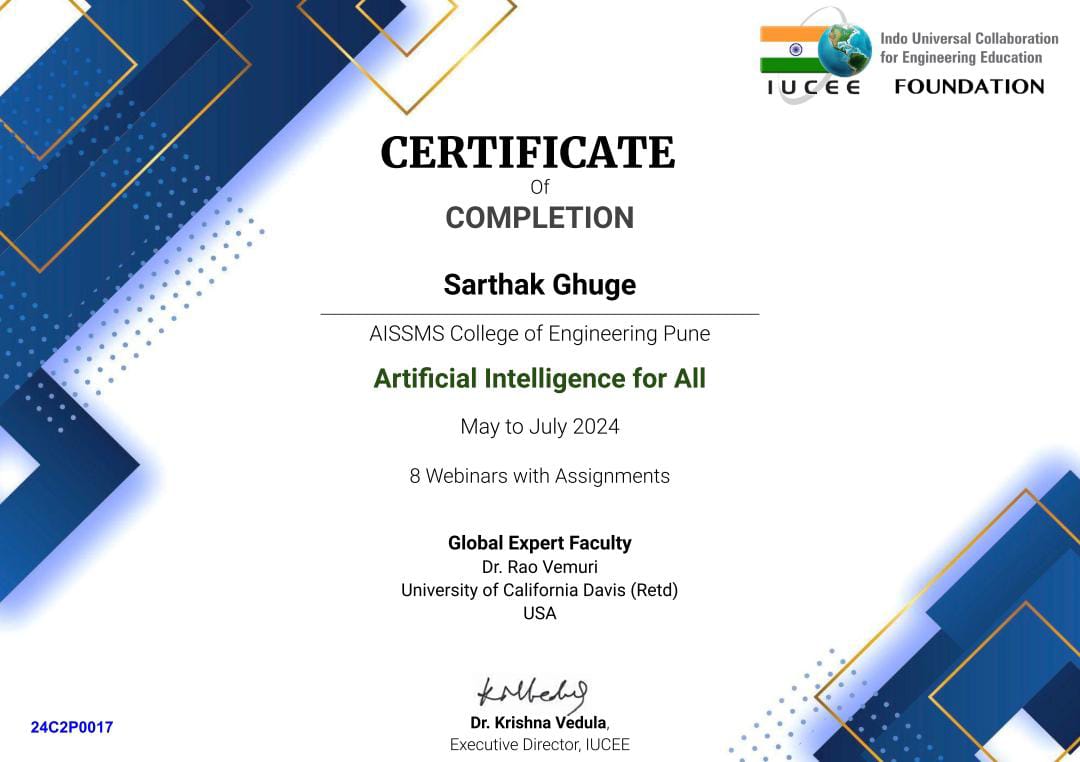 Indo Universal Collaboration
for Engineering Education
IUCEE FOUNDATION
CERTIFICATE
Of
COMPLETION
Sarthak Ghuge
AISSMS College of Engineering Pune
Artificial Intelligence for All
May to July 2024
8 Webinars with Assignments
Global Expert Faculty
Dr. Rao Vemuri
University of California Davis (Retd)
USA
Dr. Krishna Vedula,
Executive Director, IUCEE
24C2P0017